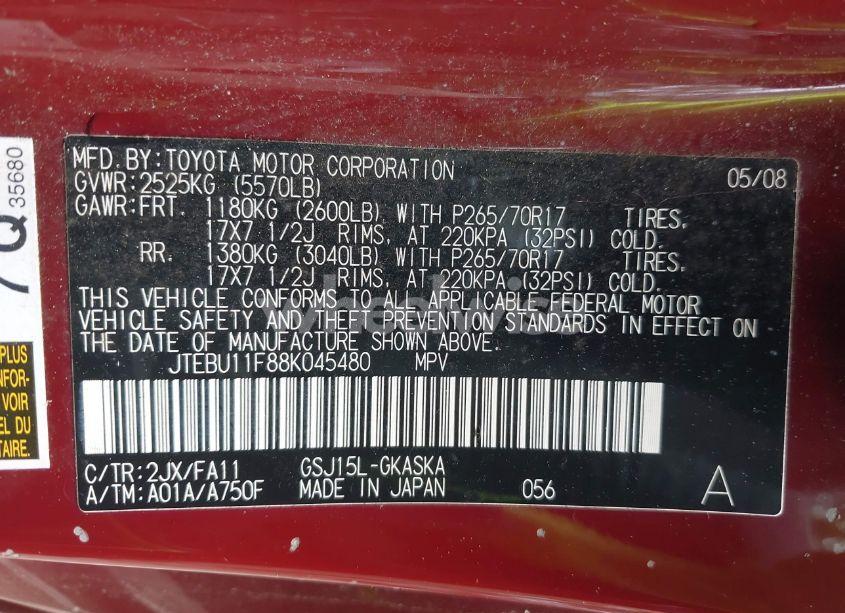 7Q
35680
MFD.BY:TOYOTA MOTOR CORPORATION 05/08
GVWR:2525KG (5570LB)
GAWR:FRT. 1180KG (2600LB) WITH P265/70R17 TIRES,
17X7 1/2J RIMS, AT 220KPA (32PSI) COLD.
RR. 1380KG (3040LB) WITH P265/70R17 TIRES,
17X7 1/2J RIMS, AT 220KPA (32PSI) COLD.
THIS VEHICLE CONFORMS TO ALL APPLICABLE FEDERAL MOTOR
VEHICLE SAFETY AND THEFT PREVENTION STANDARDS IN EFFECT ON
THE DATE OF MANUFACTURE SHOWN ABOVE.
JTEBU11F88K045480 MPV
C/TR:2JX/FA11 GSJ15L-GKASKA
A/TM:A01A/A750F MADE IN JAPAN 056 A
PLUS
ONFOR-
VOIR
EL DU
TAIRE.